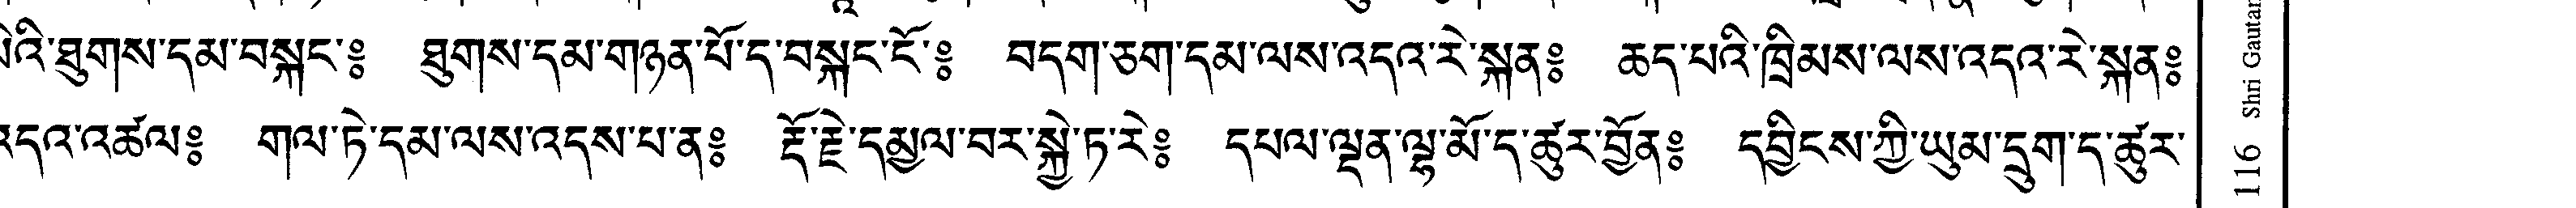 འི་ཐུགས་དམ་བསྐང་༔ ཐུགས་དམ་གཉན་པོ་ད་བསྐང་ངོ་༔ བདག་ཅག་དམ་ལས་འདའ་རེ་སྐན༔ ཆད་པའི་ཁྲིམས་ལས་འདའ་རེ་སྐན༔
འདའ་འཚལ༔ གལ་ཏེ་དམ་ལས་འདས་པ་ན༔ རྡོ་རྗེ་དམྱལ་བར་སྐྱེ་ཏ་རེ༔ དཔལ་ལྡན་ལྷ་མོ་ད་ཚུར་བྱོན༔ དབྱིངས་ཀྱི་ཡུམ་དྲུག་ད་ཚུར་
116 Shri Gautam